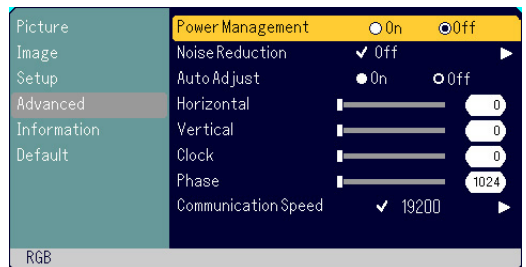 Picture
Image
Setup
Advanced
Information
Default
Power Management On Off
Noise Reduction Off
Auto Adjust On Off
Horizontal 0
Vertical 0
Clock 0
Phase 1024
Communication Speed 19200
RGB